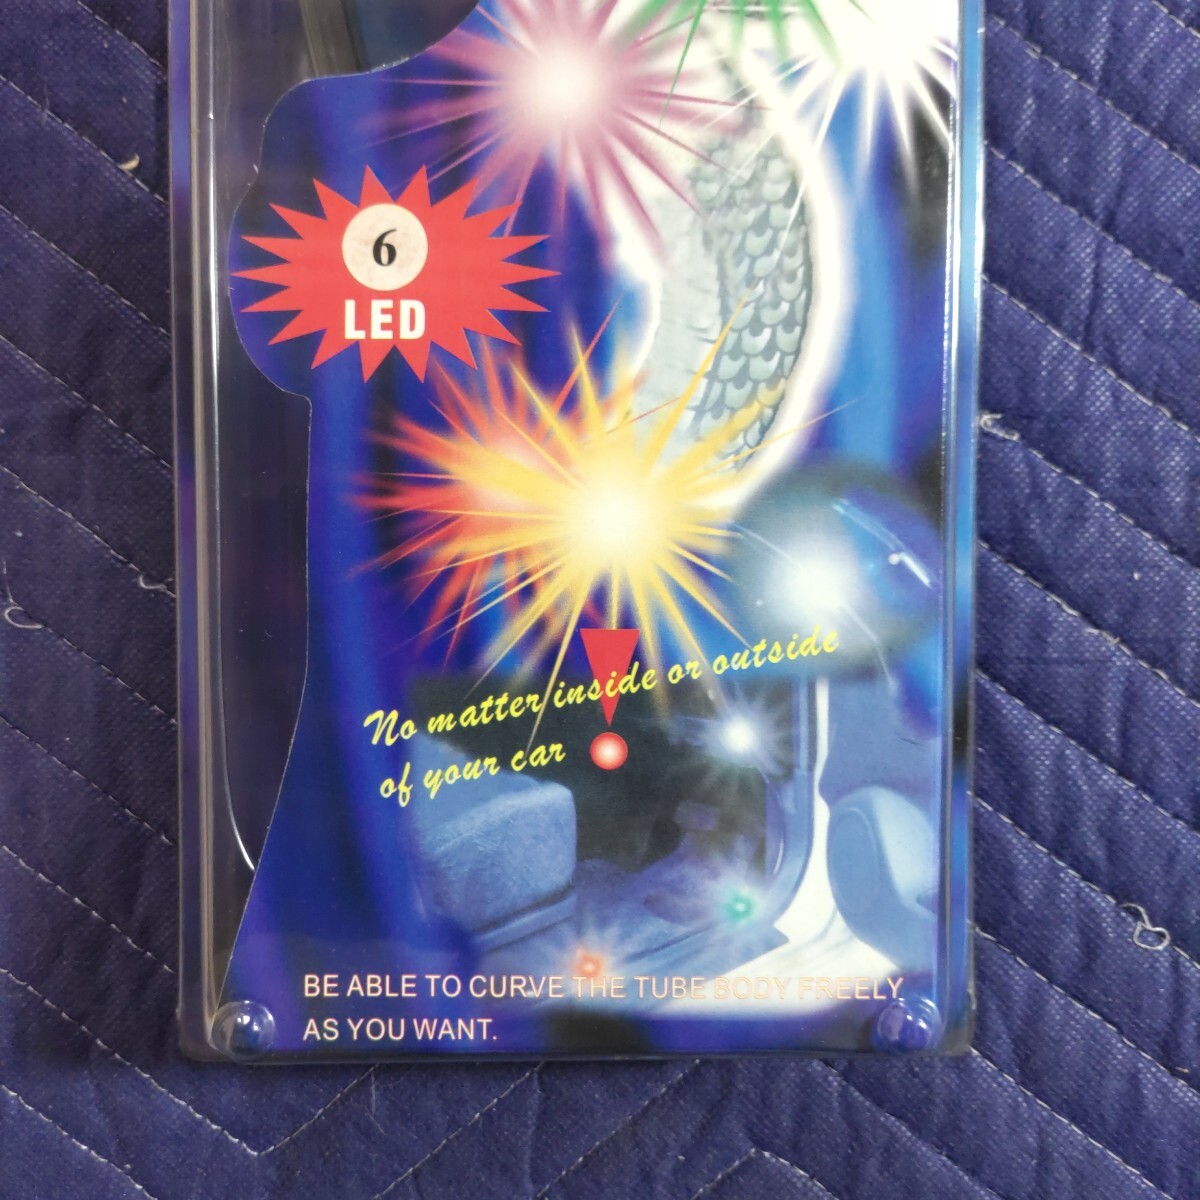 6
LED
No matter inside or outside
of your car
!
BE ABLE TO CURVE THE TUBE BODY FREELY
AS YOU WANT.